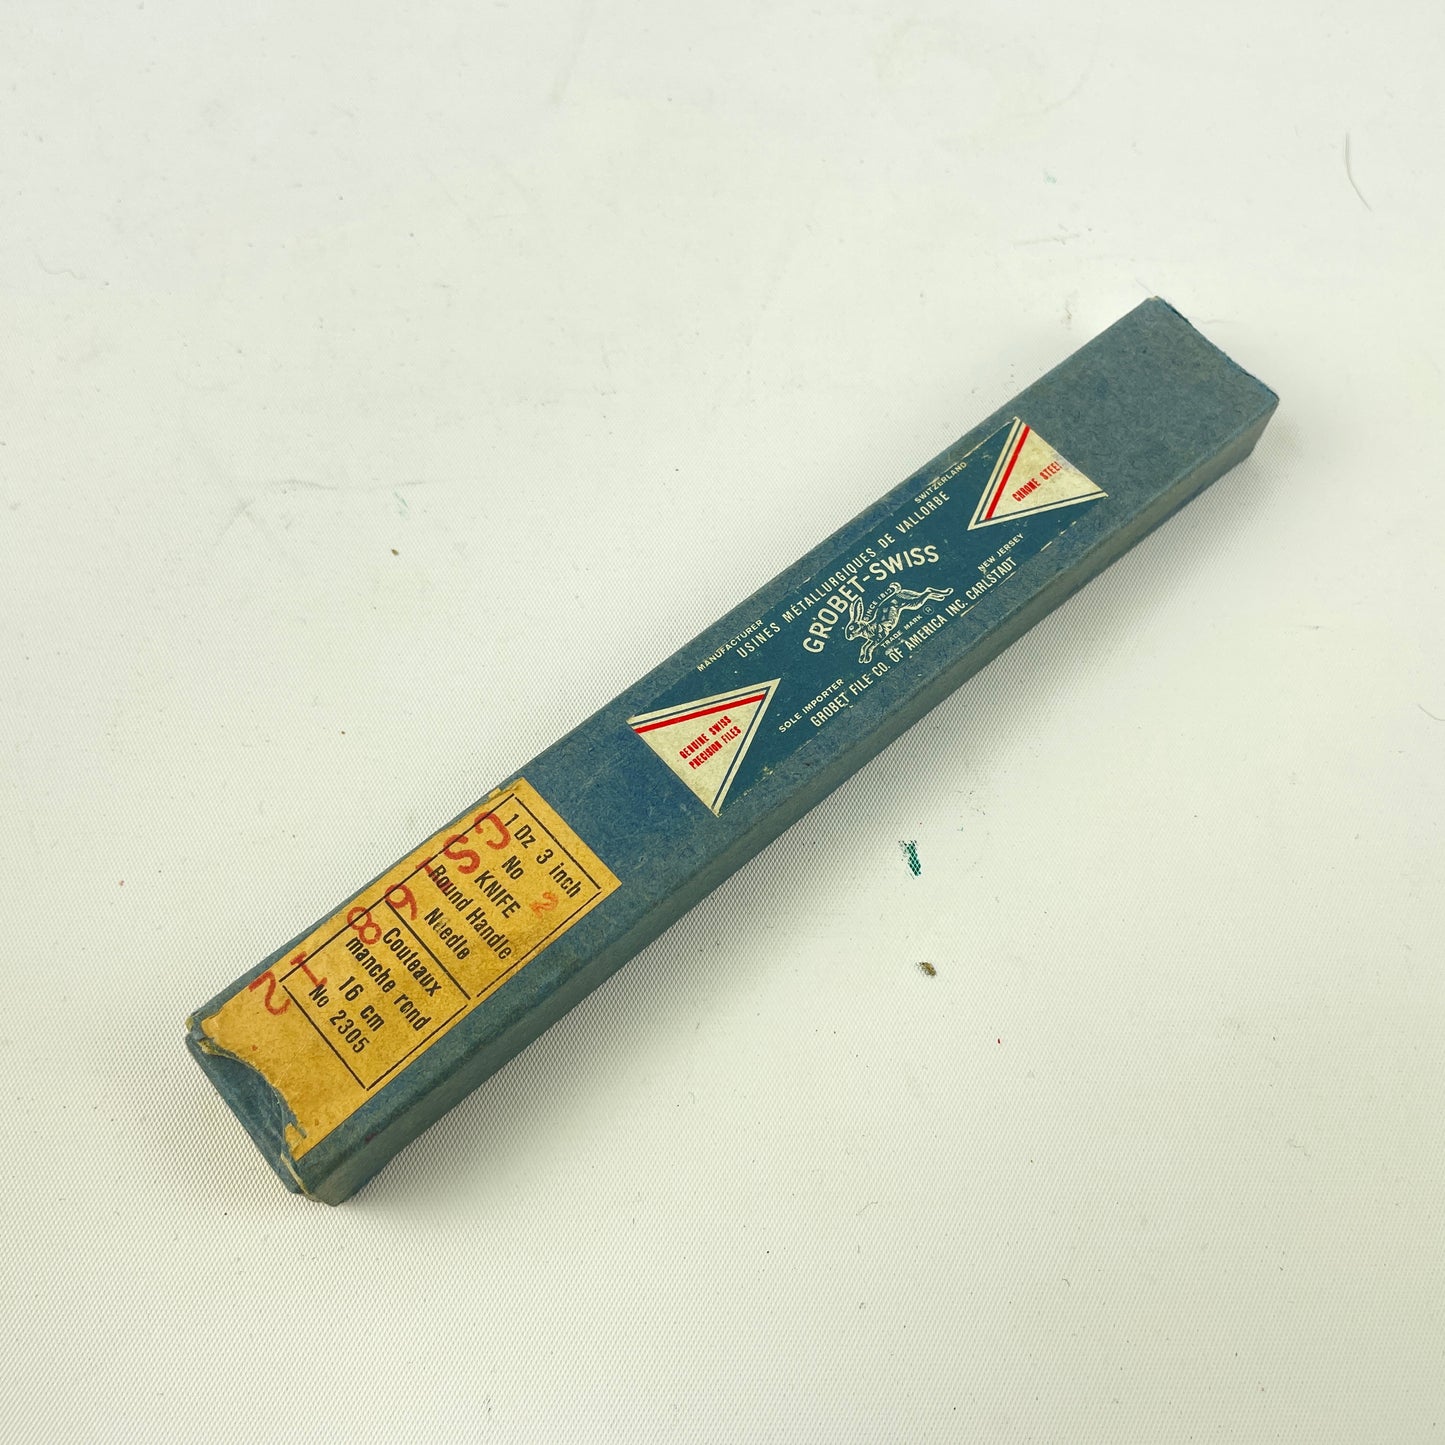 MANUFACTURER
SWITZERLAND
USINES MÉTALLURGIQUES DE VALLORBE
GROBET-SWISS
SINCE 1812
TRADE MARK ®
SOLE IMPORTER
NEW JERSEY
GROBET FILE CO. OF AMERICA INC. CARLSTADT
GENUINE SWISS
PRECISION FILES
CHROME STEEL
1 Dz 3 inch
No 2
KNIFE
Round Handle
Needle
Couteaux
manche rond
16 cm
No 2305